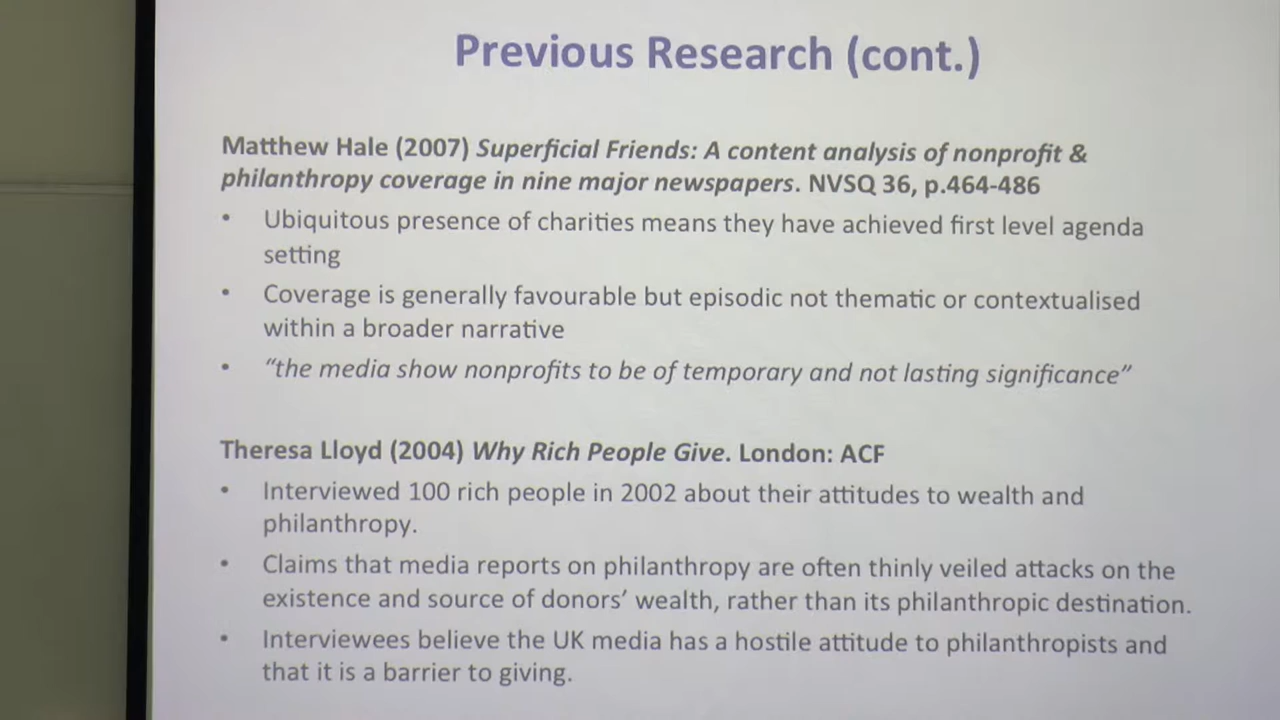 Previous Research (cont.)
Matthew Hale (2007) Superficial Friends: A content analysis of nonprofit &
philanthropy coverage in nine major newspapers. NVSQ 36, p.464-486
• Ubiquitous presence of charities means they have achieved first level agenda
setting
• Coverage is generally favourable but episodic not thematic or contextualised
within a broader narrative
• “the media show nonprofits to be of temporary and not lasting significance”
Theresa Lloyd (2004) Why Rich People Give. London: ACF
• Interviewed 100 rich people in 2002 about their attitudes to wealth and
philanthropy.
• Claims that media reports on philanthropy are often thinly veiled attacks on the
existence and source of donors’ wealth, rather than its philanthropic destination.
• Interviewees believe the UK media has a hostile attitude to philanthropists and
that it is a barrier to giving.